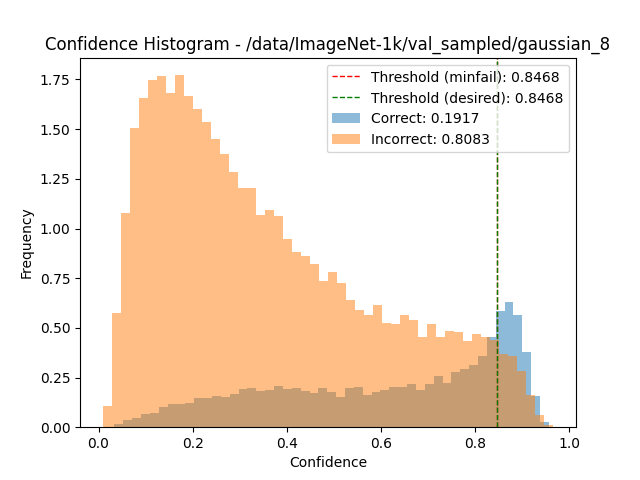 Confidence Histogram - /data/ImageNet-1k/val_sampled/gaussian_8
Threshold (minfail): 0.8468
Threshold (desired): 0.8468
Correct: 0.1917
Incorrect: 0.8083
1.75
1.50
1.25
1.00
0.75
0.50
0.25
0.00
Frequency
0.0 0.2 0.4 0.6 0.8 1.0
Confidence